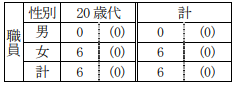 職員 性別 20歳代 計
男 0 (0) 0 (0)
女 6 (0) 6 (0)
計 6 (0) 6 (0)